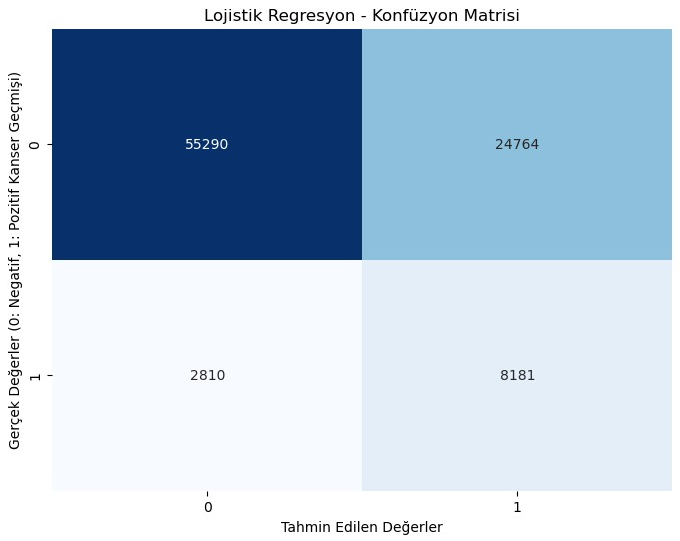 Lojistik Regresyon - Konfüzyon Matrisi
Gerçek Değerler (0: Negatif, 1: Pozitif Kanser Geçmişi)
0
55290
24764
1
2810
8181
0
1
Tahmin Edilen Değerler